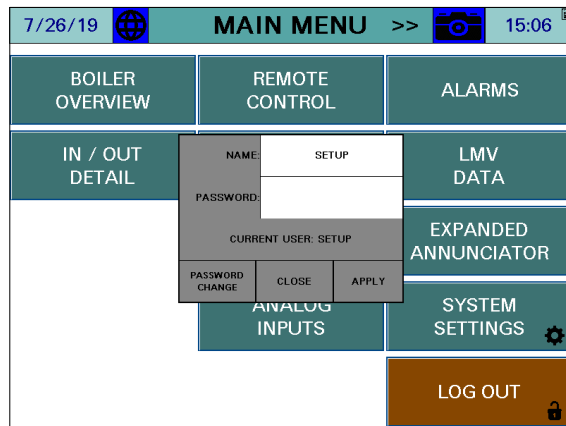 7/26/19
MAIN MENU
>>
15:06
BOILER
OVERVIEW
REMOTE
CONTROL
ALARMS
IN / OUT
DETAIL
LMV
DATA
NAME:
SETUP
PASSWORD:
CURRENT USER: SETUP
PASSWORD
CHANGE
CLOSE
APPLY
EXPANDED
ANNUNCIATOR
ANALOG
INPUTS
SYSTEM
SETTINGS
LOG OUT